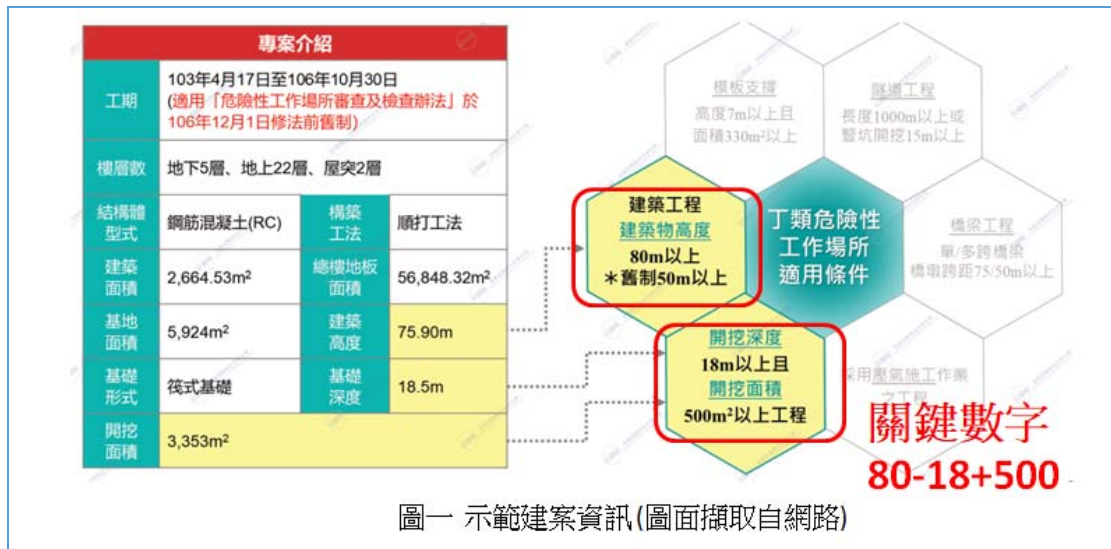 專案介紹
工期
103年4月17日至106年10月30日
(適用「危險性工作場所審查及檢查辦法」於
106年12月1日修法前舊制)
樓層數
地下5層、地上22層、屋突2層
結構體
型式
鋼筋混凝土(RC)
構築
工法
順打工法
建築
面積
2,664.53m²
總樓地板
面積
56,848.32m²
基地
面積
5,924m²
建築
高度
75.90m
基礎
形式
筏式基礎
基礎
深度
18.5m
開挖
面積
3,353m²
模板支撐
高度7m以上且
面積330m²以上
隧道工程
長度1000m以上或
豎坑開挖15m以上
建築工程
建築物高度
80m以上
＊舊制50m以上
丁類危險性
工作場所
適用條件
橋梁工程
單/多跨橋梁
橋墩跨距75/50m以上
開挖深度
18m以上且
開挖面積
500m²以上工程
採用壓氣施工作業
之工程
關鍵數字
80-18+500
圖一 示範建案資訊(圖面擷取自網路)